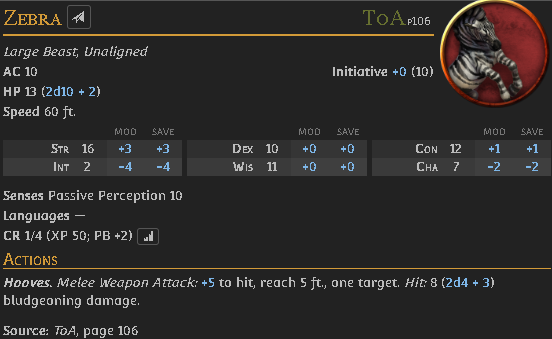 Zebra ToA p106
Large Beast, Unaligned
AC 10 Initiative +0 (10)
HP 13 (2d10 + 2)
Speed 60 ft.
MOD SAVE MOD SAVE MOD SAVE
Str 16 +3 +3 Dex 10 +0 +0 Con 12 +1 +1
Int 2 −4 −4 Wis 11 +0 +0 Cha 7 −2 −2
Senses Passive Perception 10
Languages —
CR 1/4 (XP 50; PB +2)
Actions
Hooves. Melee Weapon Attack: +5 to hit, reach 5 ft., one target. Hit: 8 (2d4 + 3)
bludgeoning damage.
Source: ToA, page 106